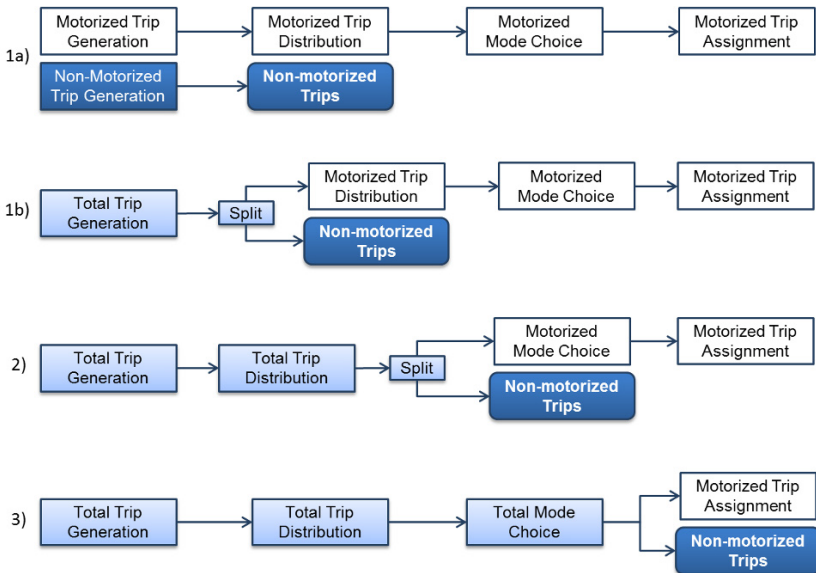 1a)
Motorized Trip
Generation
Motorized Trip
Distribution
Motorized
Mode Choice
Motorized Trip
Assignment
Non-Motorized
Trip Generation
Non-motorized
Trips
1b)
Total Trip
Generation
Split
Motorized Trip
Distribution
Motorized
Mode Choice
Motorized Trip
Assignment
Non-motorized
Trips
2)
Total Trip
Generation
Total Trip
Distribution
Split
Motorized
Mode Choice
Motorized Trip
Assignment
Non-motorized
Trips
3)
Total Trip
Generation
Total Trip
Distribution
Total Mode
Choice
Motorized Trip
Assignment
Non-motorized
Trips